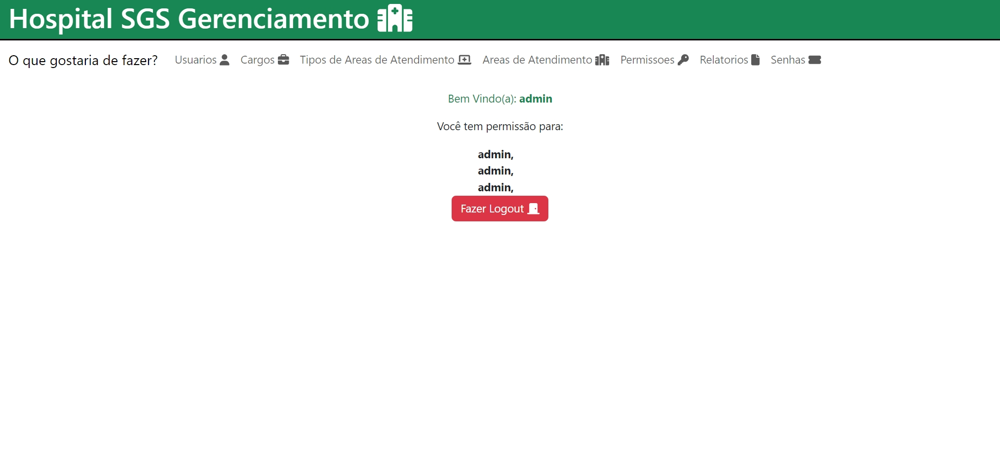 Hospital SGS Gerenciamento
O que gostaria de fazer? Usuarios Cargos Tipos de Areas de Atendimento Areas de Atendimento Permissoes Relatorios Senhas
Bem Vindo(a): admin
Você tem permissão para:
admin,
admin,
admin,
Fazer Logout